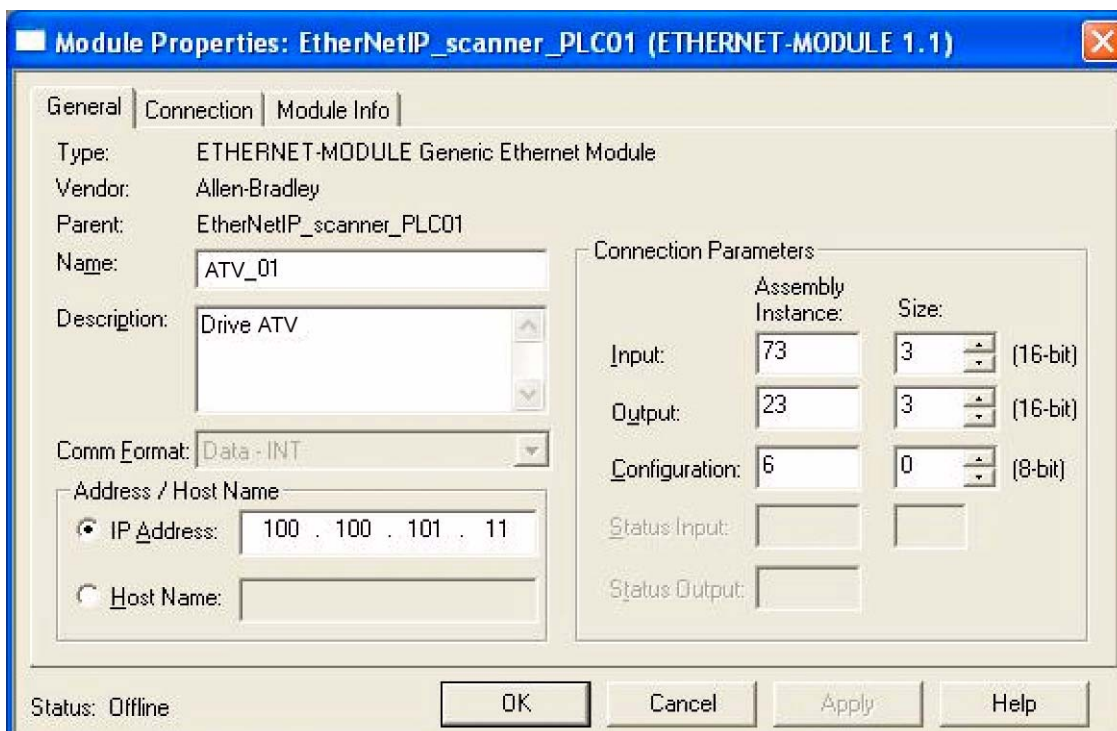 Module Properties: EtherNetIP_scanner_PLC01 (ETHERNET-MODULE 1.1)
General Connection Module Info
Type: ETHERNET-MODULE Generic Ethernet Module
Vendor: Allen-Bradley
Parent: EtherNetIP_scanner_PLC01
Name: ATV_01
Description: Drive ATV
Comm Format: Data - INT
Address / Host Name
IP Address: 100 . 100 . 101 . 11
Host Name:
Connection Parameters
Assembly
Instance: Size:
Input: 73 3 (16-bit)
Output: 23 3 (16-bit)
Configuration: 6 0 (8-bit)
Status Input:
Status Output:
Status: Offline
OK Cancel Apply Help